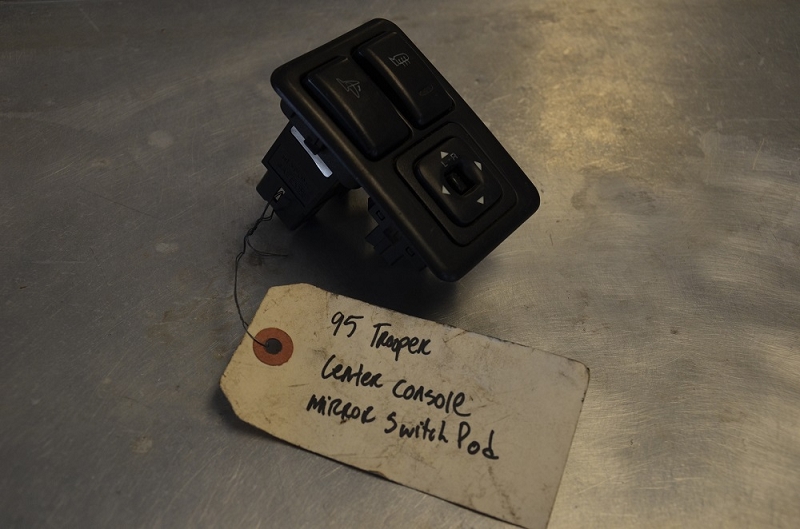 95 Trooper
Center Console
Mirror Switch Pod